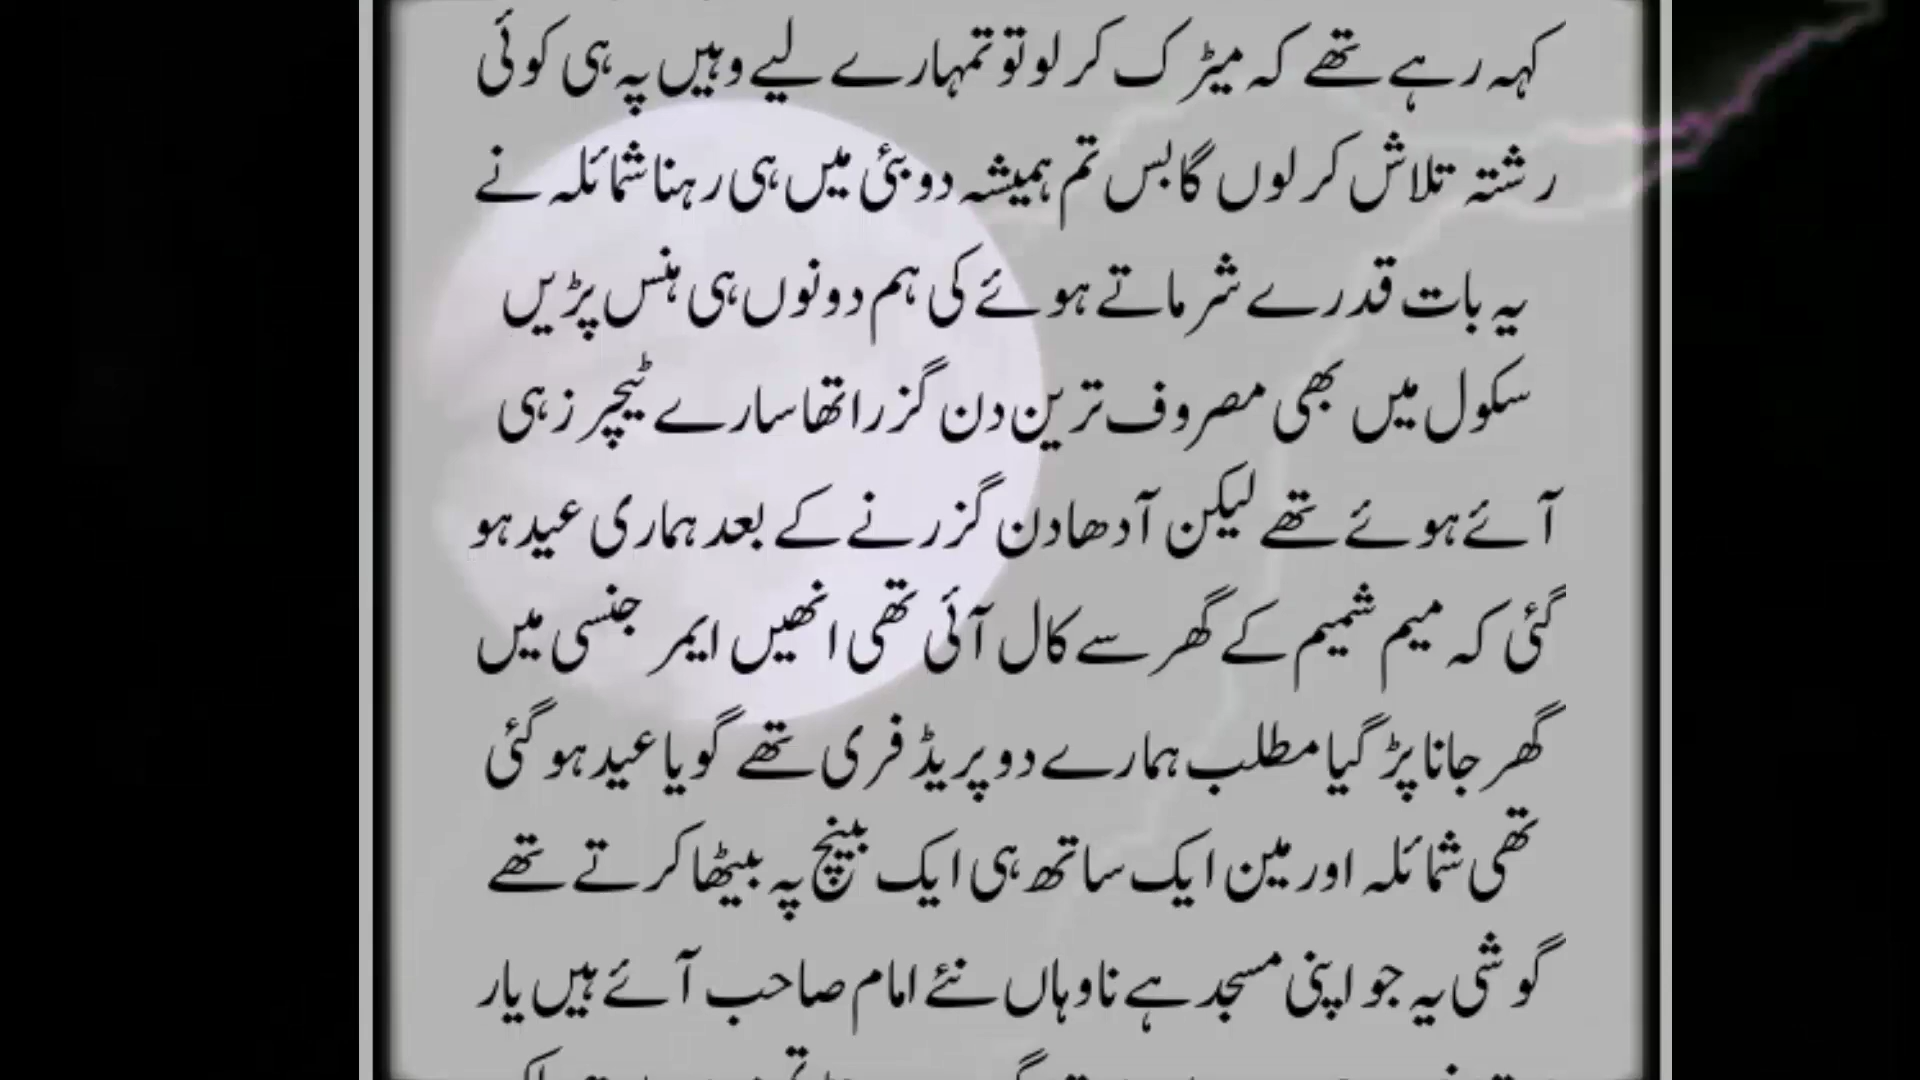 کہہ رہے تھے کہ میٹرک کر لو تو تمہارے لیے وہیں پہ ہی کوئی
رشتہ تلاش کر لوں گا بس تم ہمیشہ دوبئی میں ہی رہنا شمائلہ نے
یہ بات قدرے شرماتے ہوئے کی ہم دونوں ہی ہنس پڑیں
سکول میں بھی مصروف ترین دن گزرا تھا سارے ٹیچرز ہی
آئے ہوئے تھے لیکن آدھا دن گزرنے کے بعد ہماری عید ہو
گئی کہ میم شمیم کے گھر سے کال آئی تھی انھیں ایمر جنسی میں
گھر جانا پڑ گیا مطلب ہمارے دو پریڈ فری تھے گویا عید ہو گئی
تھی شمائلہ اور مین ایک ساتھ ہی ایک بینچ پہ بیٹھا کرتے تھے
گوشی یہ جو اپنی مسجد ہے نا وہاں نئے امام صاحب آئے ہیں یار